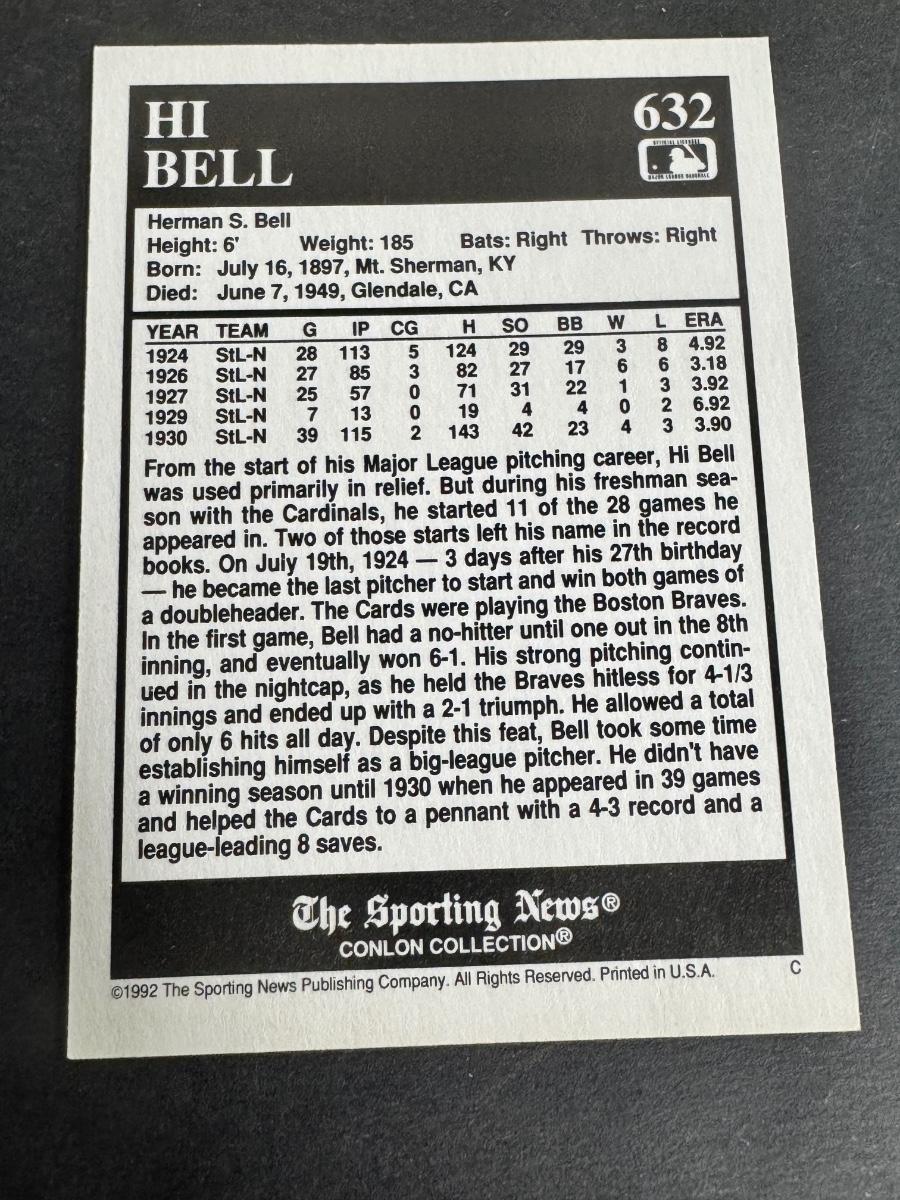 HI
BELL
632
OFFICIAL LICENSEE
MAJOR LEAGUE BASEBALL
Herman S. Bell
Height: 6' Weight: 185 Bats: Right Throws: Right
Born: July 16, 1897, Mt. Sherman, KY
Died: June 7, 1949, Glendale, CA
YEAR TEAM G IP CG H SO BB W L ERA
1924 StL-N 28 113 5 124 29 29 3 8 4.92
1926 StL-N 27 85 3 82 27 17 6 6 3.18
1927 StL-N 25 57 0 71 31 22 1 3 3.92
1929 StL-N 7 13 0 19 4 4 0 2 6.92
1930 StL-N 39 115 2 143 42 23 4 3 3.90
From the start of his Major League pitching career, Hi Bell
was used primarily in relief. But during his freshman sea-
son with the Cardinals, he started 11 of the 28 games he
appeared in. Two of those starts left his name in the record
books. On July 19th, 1924 — 3 days after his 27th birthday
— he became the last pitcher to start and win both games of
a doubleheader. The Cards were playing the Boston Braves.
In the first game, Bell had a no-hitter until one out in the 8th
inning, and eventually won 6-1. His strong pitching contin-
ued in the nightcap, as he held the Braves hitless for 4-1/3
innings and ended up with a 2-1 triumph. He allowed a total
of only 6 hits all day. Despite this feat, Bell took some time
establishing himself as a big-league pitcher. He didn't have
a winning season until 1930 when he appeared in 39 games
and helped the Cards to a pennant with a 4-3 record and a
league-leading 8 saves.
The Sporting News®
CONLON COLLECTION®
©1992 The Sporting News Publishing Company. All Rights Reserved. Printed in U.S.A. C